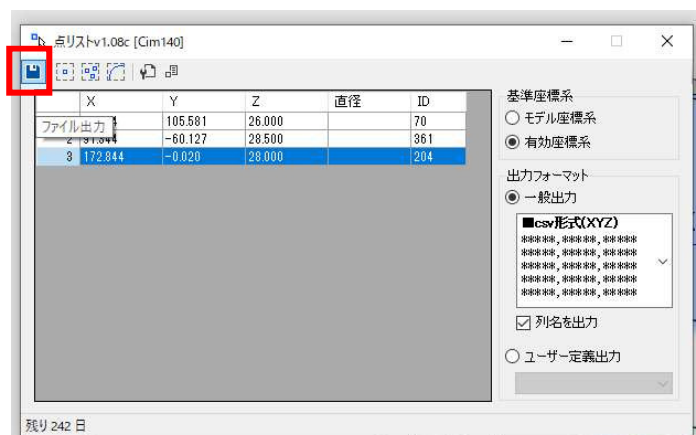 点リストv1.08c [Cim140]
X Y Z 直径 ID
105.581 26.000 70
-60.127 28.500 361
3 172.844 -0.020 28.000 204
ファイル出力
基準座標系
モデル座標系
有効座標系
出力フォーマット
一般出力
■csv形式(XYZ)
*****,*****,*****
*****,*****,*****
*****,*****,*****
*****,*****,*****
*****,*****,*****
列名を出力
ユーザー定義出力
残り 242 日